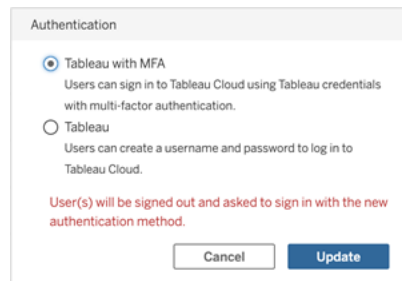 Authentication
Tableau with MFA
Users can sign in to Tableau Cloud using Tableau credentials
with multi-factor authentication.
Tableau
Users can create a username and password to log in to
Tableau Cloud.
User(s) will be signed out and asked to sign in with the new
authentication method.
Cancel Update